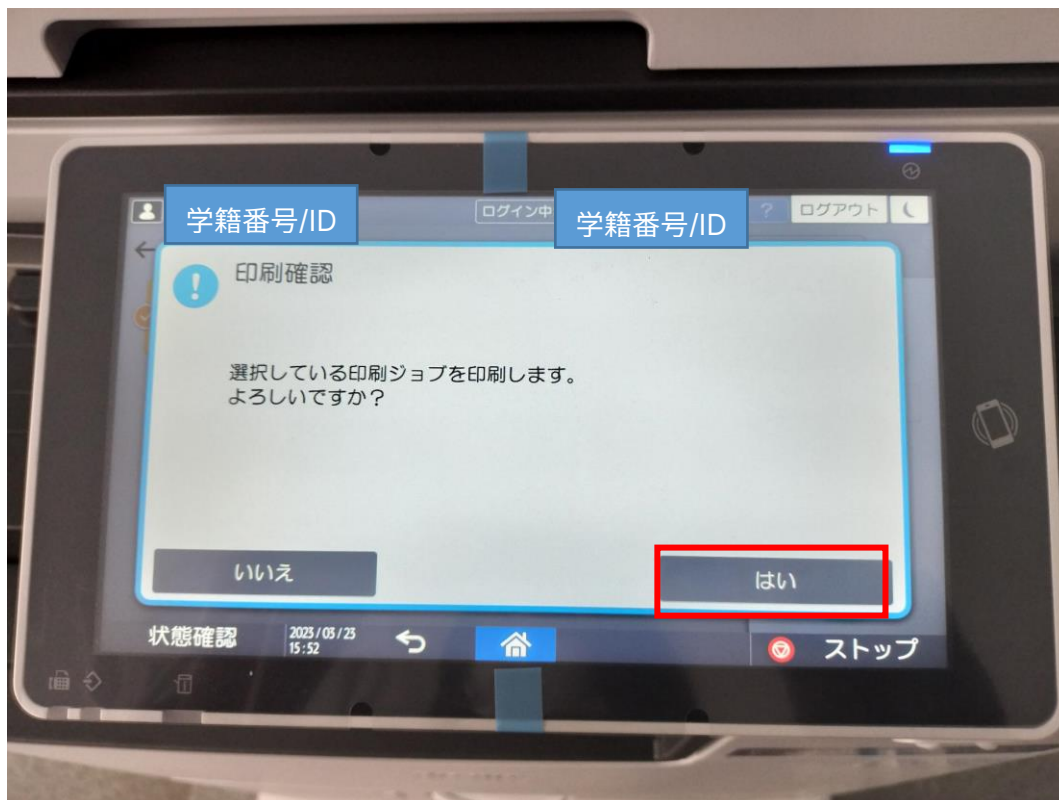 学籍番号/ID
ログイン中
学籍番号/ID
?
ログアウト
印刷確認
選択している印刷ジョブを印刷します。
よろしいですか？
いいえ
はい
状態確認
2023/03/23
15:52
ストップ